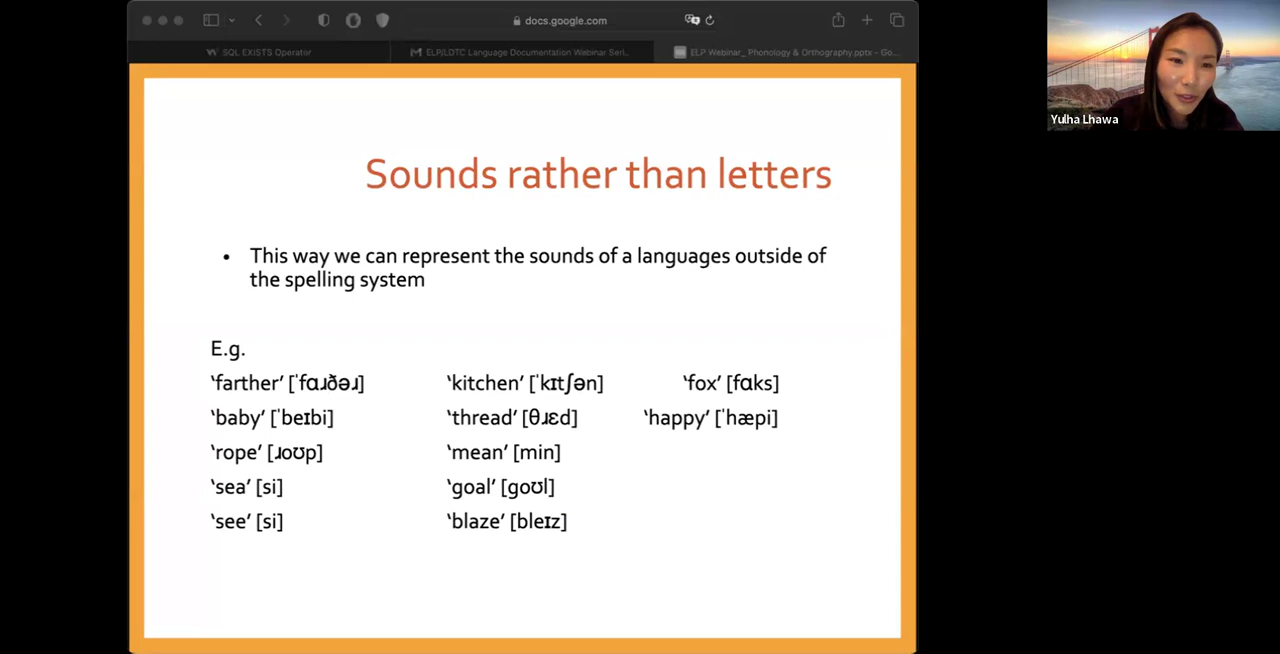 docs.google.com
SQL EXISTS Operator
ELP|LDTC Language Documentation Webinar Seri...
ELP Webinar_ Phonology & Orthography.pptx - Go...
Yulha Lhawa
Sounds rather than letters
• This way we can represent the sounds of a languages outside of
the spelling system
E.g.
‘farther’ [ˈfɑɹðəɹ] ‘kitchen’ [ˈkɪtʃən] ‘fox’ [fɑks]
‘baby’ [ˈbeɪbi] ‘thread’ [θɹɛd] ‘happy’ [ˈhæpi]
‘rope’ [ɹoʊp] ‘mean’ [min]
‘sea’ [si] ‘goal’ [goʊl]
‘see’ [si] ‘blaze’ [bleɪz]